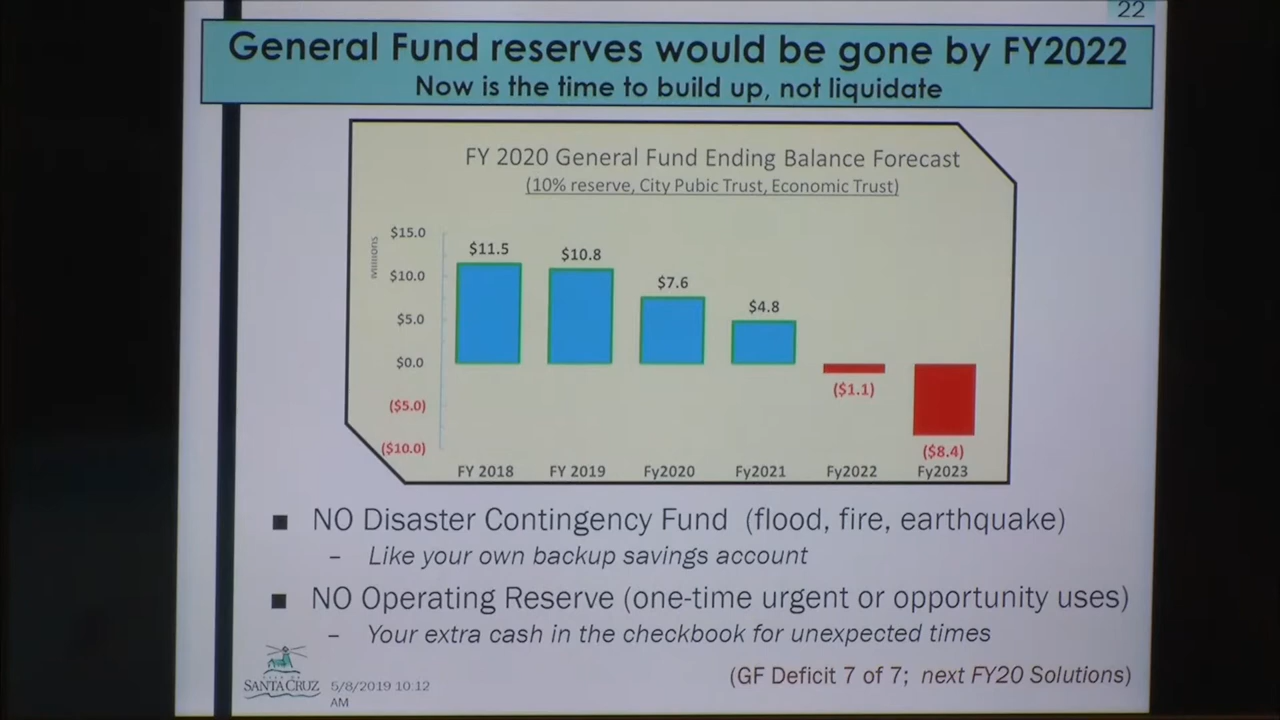 22
General Fund reserves would be gone by FY2022
Now is the time to build up, not liquidate
FY 2020 General Fund Ending Balance Forecast
(10% reserve, City Pubic Trust, Economic Trust)
Millions
$15.0
$10.0
$5.0
$0.0
($5.0)
($10.0)
$11.5
$10.8
$7.6
$4.8
($1.1)
($8.4)
FY 2018 FY 2019 Fy2020 Fy2021 Fy2022 Fy2023
■ NO Disaster Contingency Fund (flood, fire, earthquake)
– Like your own backup savings account
■ NO Operating Reserve (one-time urgent or opportunity uses)
– Your extra cash in the checkbook for unexpected times
(GF Deficit 7 of 7; next FY20 Solutions)
CITY OF
SANTA CRUZ
5/8/2019 10:12
AM